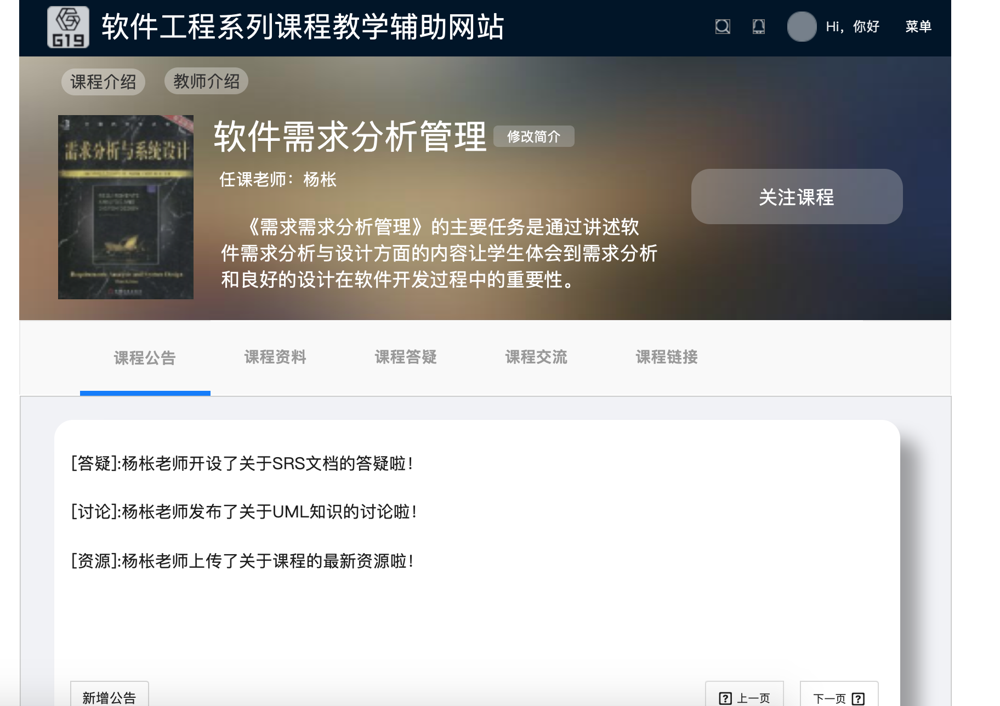 G19
软件工程系列课程教学辅助网站
Hi，你好
菜单
课程介绍
教师介绍
需求分析与系统设计
Requirements Analysis and System Design
软件需求分析管理
修改简介
任课老师：杨枨
关注课程
《需求需求分析管理》的主要任务是通过讲述软
件需求分析与设计方面的内容让学生体会到需求分析
和良好的设计在软件开发过程中的重要性。
课程公告
课程资料
课程答疑
课程交流
课程链接
[答疑]:杨枨老师开设了关于SRS文档的答疑啦！
[讨论]:杨枨老师发布了关于UML知识的讨论啦！
[资源]:杨枨老师上传了关于课程的最新资源啦！
新增公告
? 上一页
下一页 ?